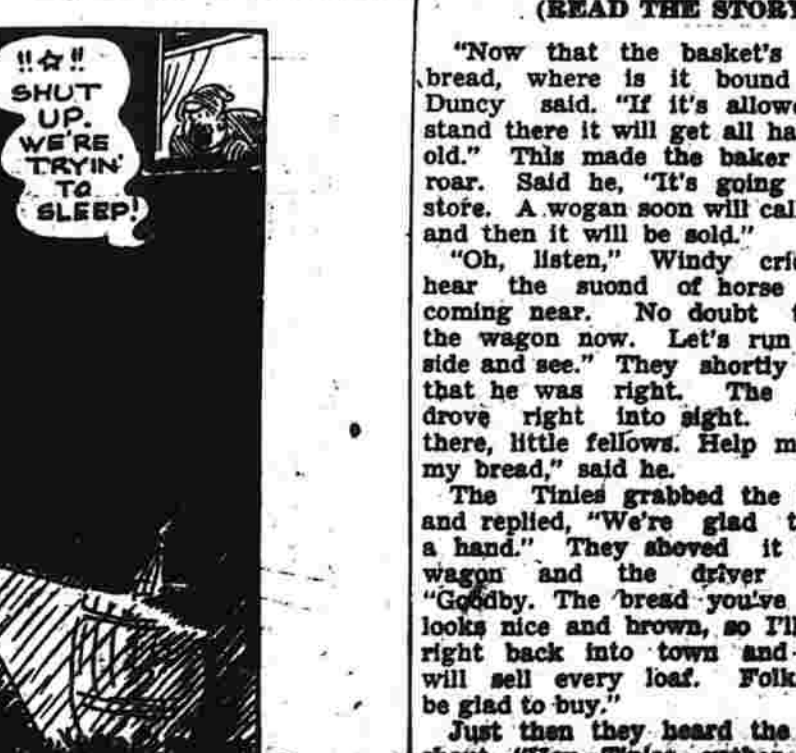 !!☆!!
SHUT
UP.
WE'RE
TRYIN'
TO
SLEEP!
(READ THE STORY
"Now that the basket's
bread, where is it bound
Duncy said. "If it's allow
stand there it will get all ha
old." This made the baker
roar. Said he, "It's going
store. A wogan soon will cal
and then it will be sold."
"Oh, listen," Windy cri
hear the suond of horse
coming near. No doubt
the wagon now. Let's run
side and see." They shortly
that he was right. The
drove right into sight.
there, little fellows. Help m
my bread," said he.
The Tinies grabbed the
and replied, "We're glad t
a hand." They shoved it
wagon and the driver
"Goodby. The bread you've
looks nice and brown, so I'll
right back into town and
will sell every loaf. Folk
be glad to buy."
Just then they heard the